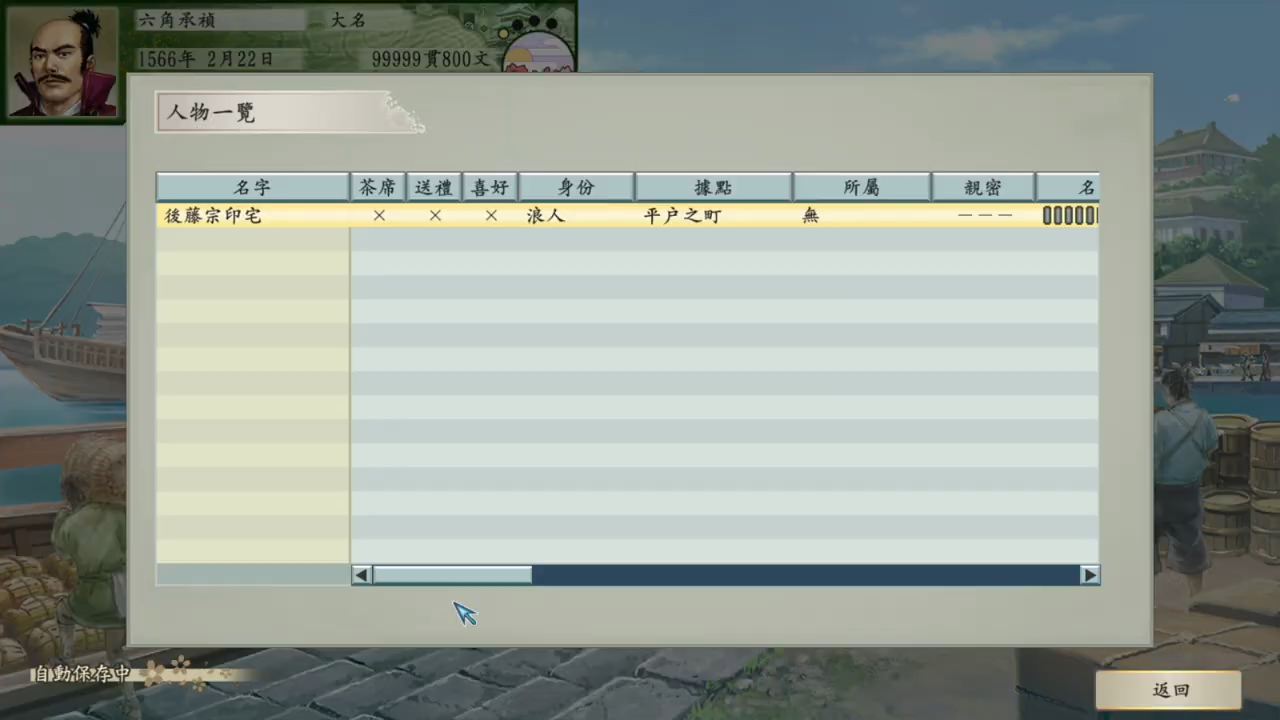 六角承禎 大名
1566年 2月22日 99999貫800文
人物一覽
名字 茶席 送禮 喜好 身份 據點 所屬 親密 名
後藤宗印宅 × × × 浪人 平户之町 無 ———
自動保存中
返回